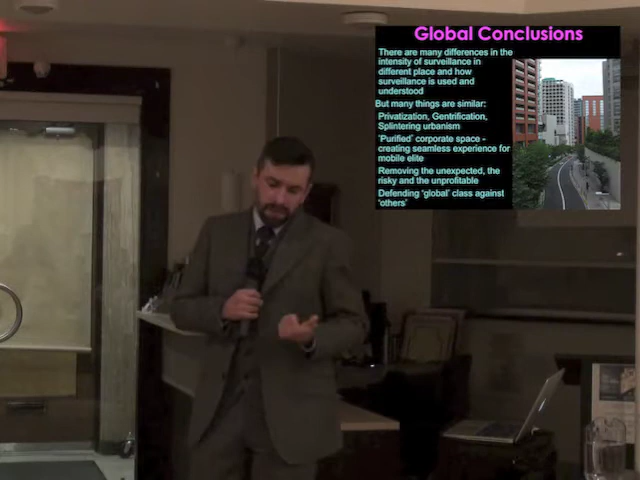 Global Conclusions
There are many differences in the
intensity of surveillance in
different place and how
surveillance is used and
understood
But many things are similar:
Privatization, Gentrification,
Splintering urbanism
'Purified' corporate space -
creating seamless experience for
mobile elite
Removing the unexpected, the
risky and the unprofitable
Defending 'global' class against
'others'